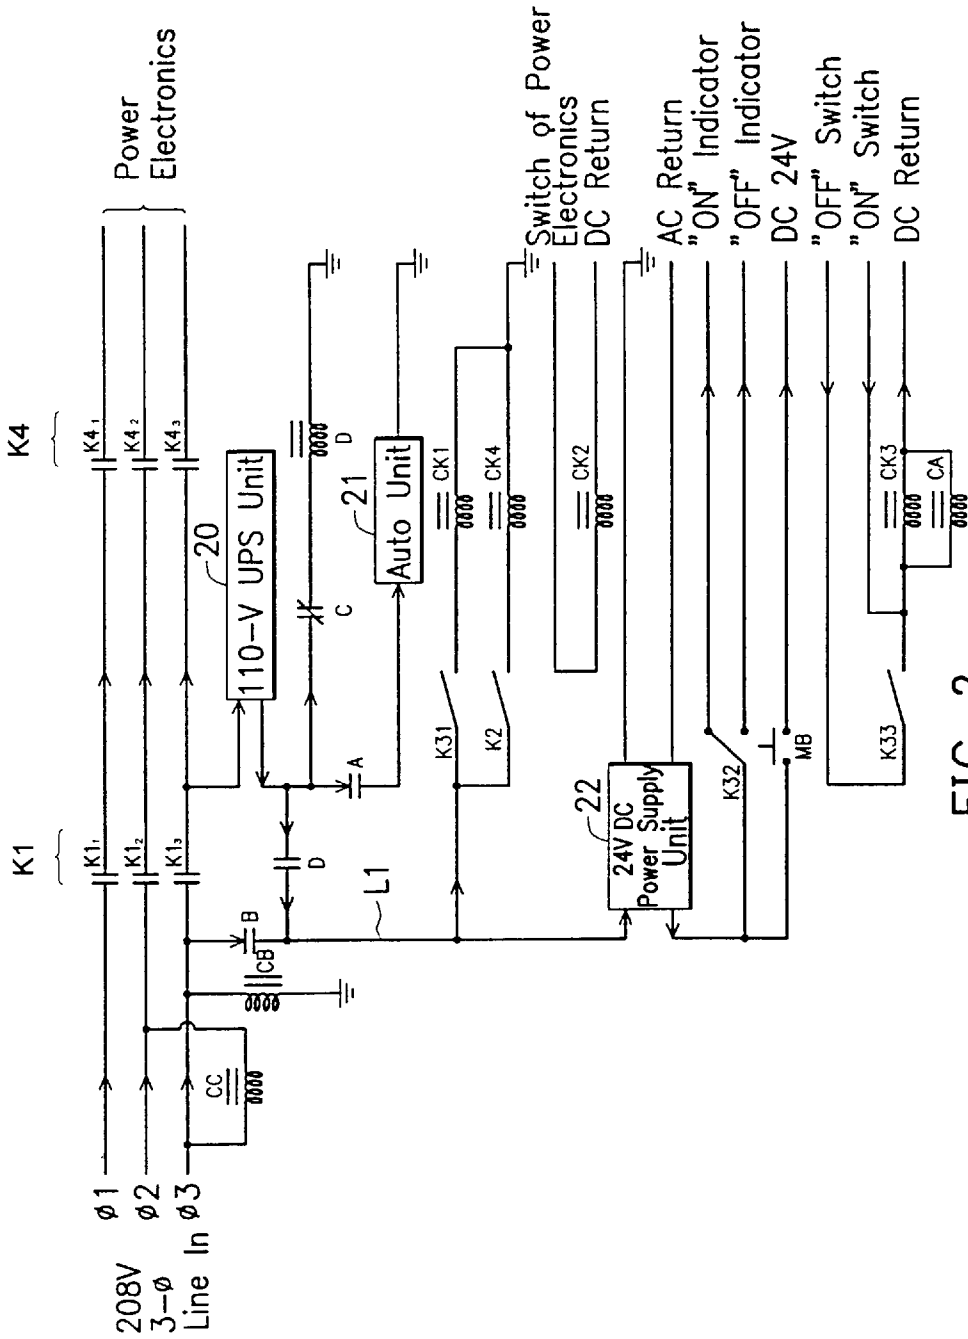 208V
3-ø
Line In
ø1
ø2
ø3
K1
K1₁
K1₂
K1₃
K4
K4₁
K4₂
K4₃
Power
Electronics
CC
CB
B
D
L1
20
110-V UPS Unit
A
C
D
21
Auto Unit
K31
CK1
K2
CK4
Switch of Power
Electronics
DC Return
CK2
22
24V DC
Power Supply
Unit
AC Return
"ON" Indicator
"OFF" Indicator
DC 24V
K32
MB
"OFF" Switch
"ON" Switch
DC Return
K33
CK3
CA
FIG. 2